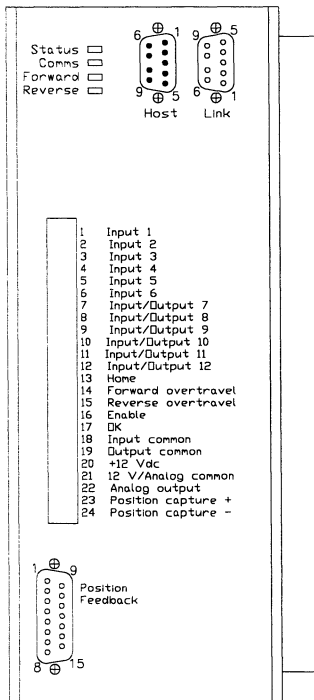 Status
Comms
Forward
Reverse
6 1 9 5
9 5 6 1
Host Link
1 Input 1
2 Input 2
3 Input 3
4 Input 4
5 Input 5
6 Input 6
7 Input/Output 7
8 Input/Output 8
9 Input/Output 9
10 Input/Output 10
11 Input/Output 11
12 Input/Output 12
13 Home
14 Forward overtravel
15 Reverse overtravel
16 Enable
17 OK
18 Input common
19 Output common
20 +12 Vdc
21 12 V/Analog common
22 Analog output
23 Position capture +
24 Position capture -
1 9
Position
Feedback
8 15